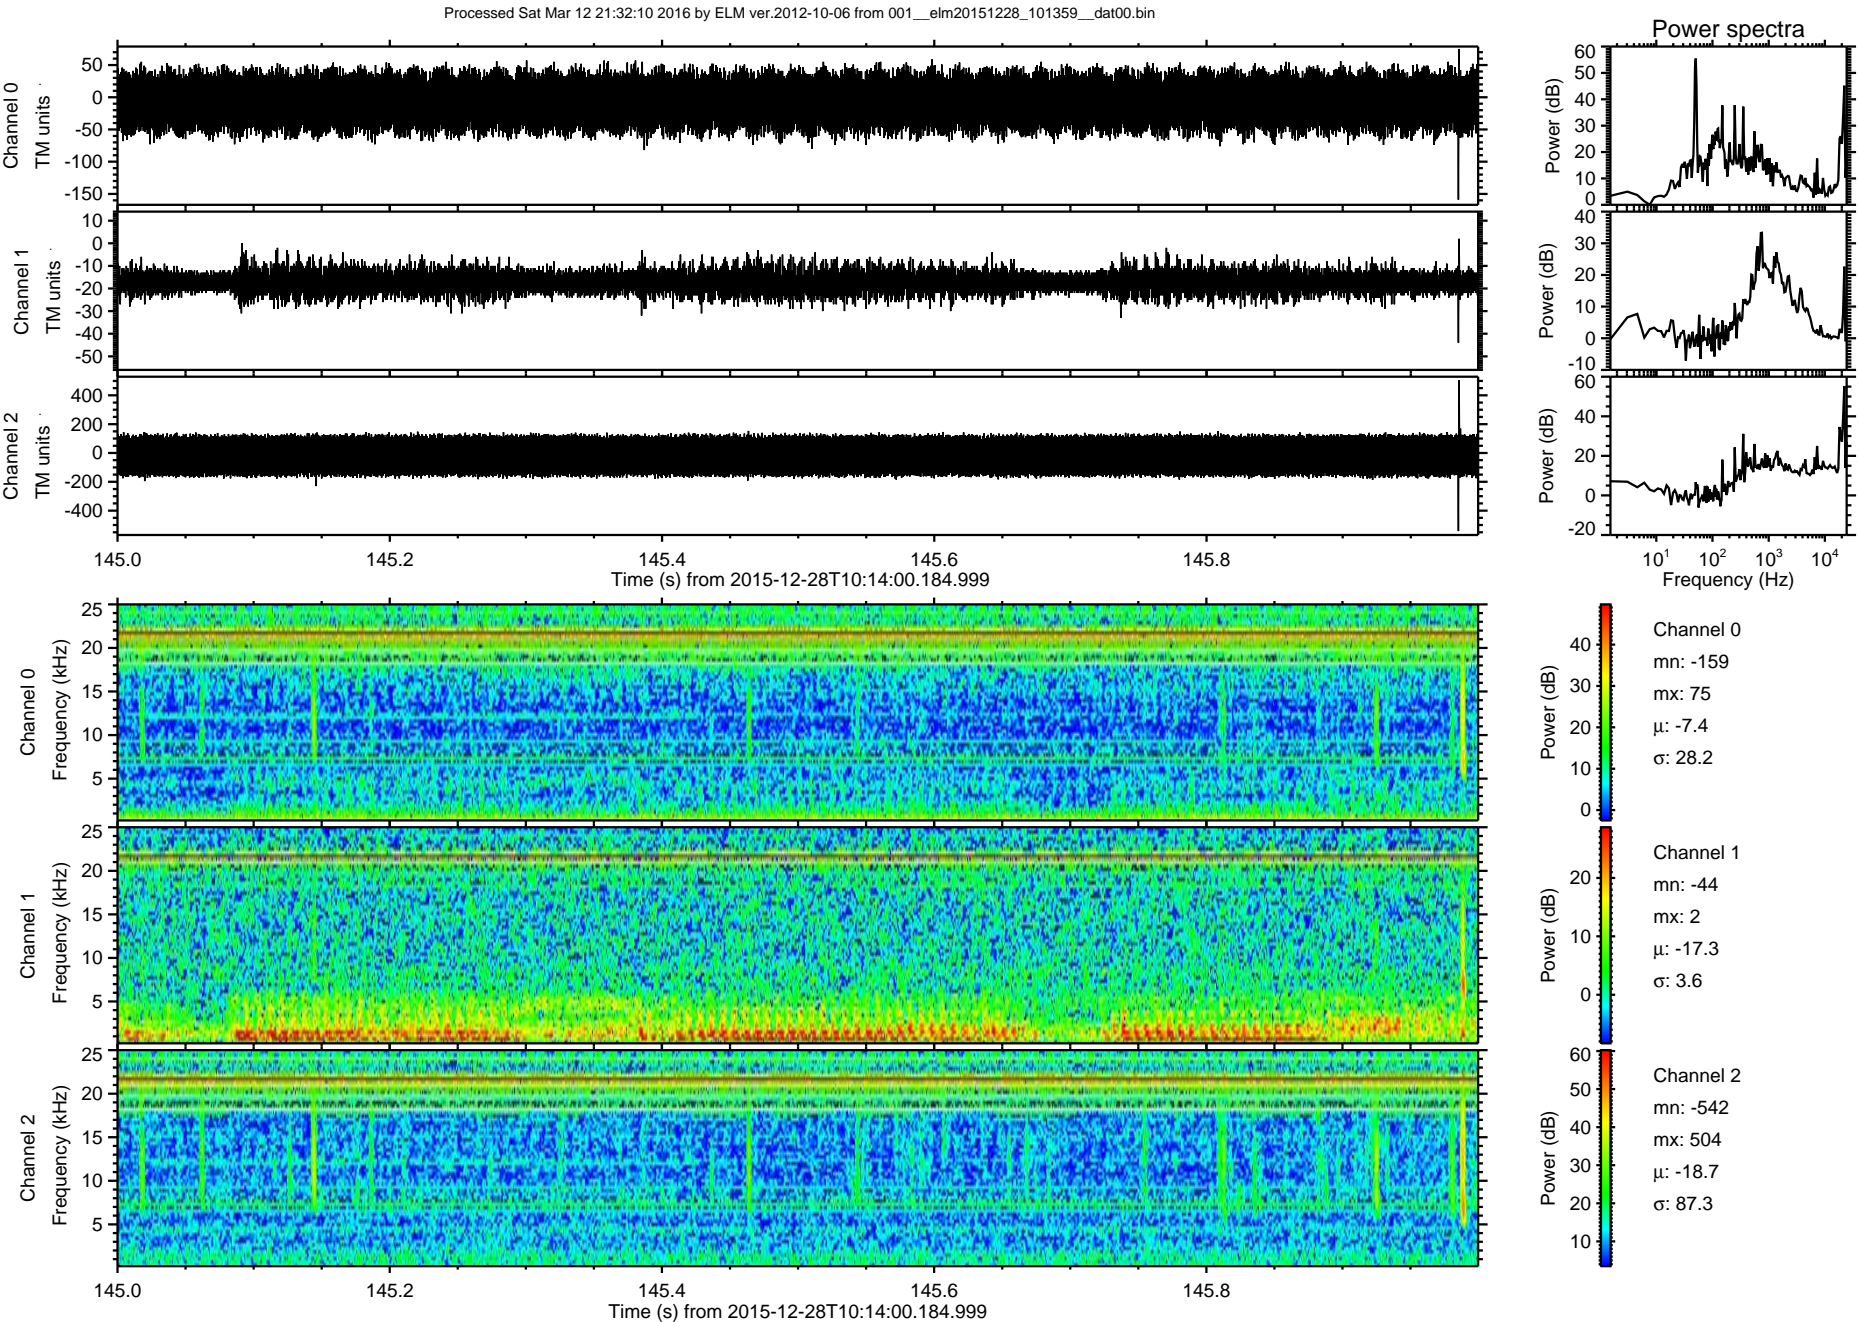 Processed Sat Mar 12 21:32:10 2016 by ELM ver.2012-10-06 from 001__elm20151228_101359__dat00.bin
Power spectra
Channel 0
TM units
50
0
-50
-100
-150
Power (dB)
60
50
40
30
20
10
0
Channel 1
TM units
10
0
-10
-20
-30
-40
-50
Power (dB)
40
30
20
10
0
-10
Channel 2
TM units
400
200
0
-200
-400
Power (dB)
60
40
20
0
-20
145.0 145.2 145.4 145.6 145.8
Time (s) from 2015-12-28T10:14:00.184.999
10^1 10^2 10^3 10^4
Frequency (Hz)
Channel 0
Frequency (kHz)
25
20
15
10
5
Power (dB)
40
30
20
10
0
Channel 0
mn: -159
mx: 75
μ: -7.4
σ: 28.2
Channel 1
Frequency (kHz)
25
20
15
10
5
Power (dB)
20
10
0
Channel 1
mn: -44
mx: 2
μ: -17.3
σ: 3.6
Channel 2
Frequency (kHz)
25
20
15
10
5
Power (dB)
60
50
40
30
20
10
Channel 2
mn: -542
mx: 504
μ: -18.7
σ: 87.3
145.0 145.2 145.4 145.6 145.8
Time (s) from 2015-12-28T10:14:00.184.999